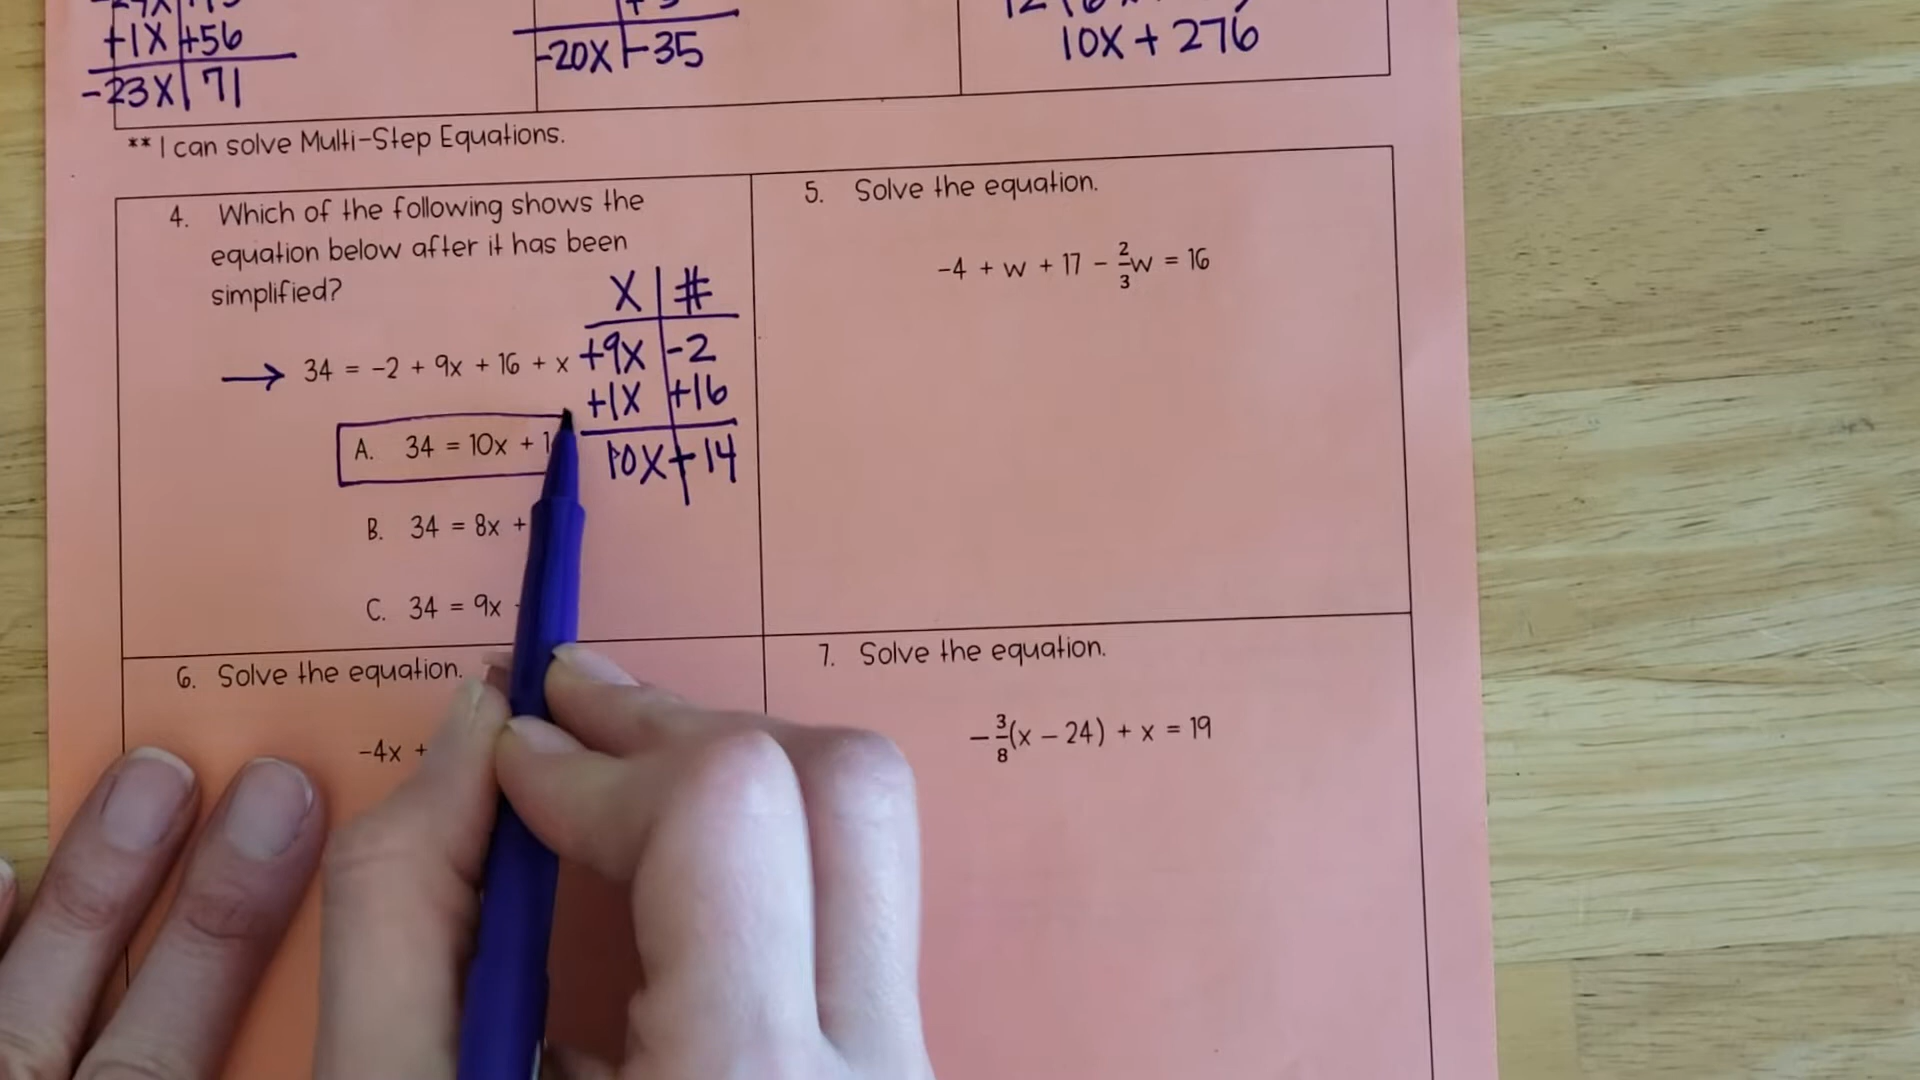 +1X +56
-23X 71
-20X -35
10X + 276
** I can solve Multi-Step Equations.
4. Which of the following shows the
equation below after it has been
simplified?
X #
→ 34 = -2 + 9x + 16 + x
+9X -2
+1X +16
10X + 14
A. 34 = 10x +
B. 34 = 8x +
C. 34 = 9x
5. Solve the equation.
-4 + w + 17 - 2/3w = 16
6. Solve the equation.
-4x +
7. Solve the equation.
-3/8(x - 24) + x = 19